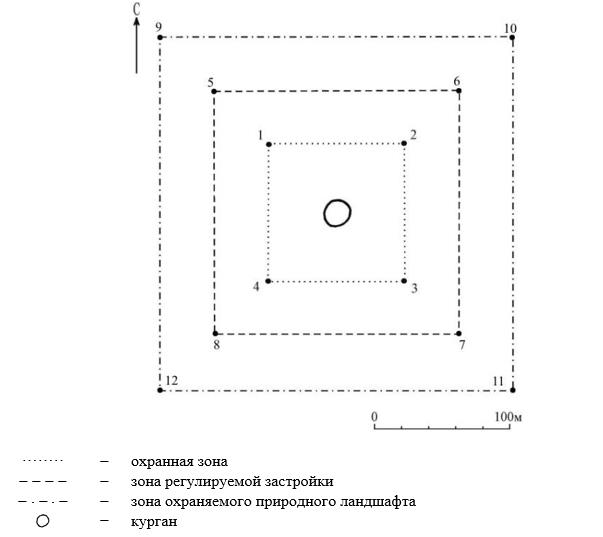 С
9 10
5 6
1 2
4 3
8 7
12 11
0 100м
охранная зона
– зона регулируемой застройки
– зона охраняемого природного ландшафта
– курган